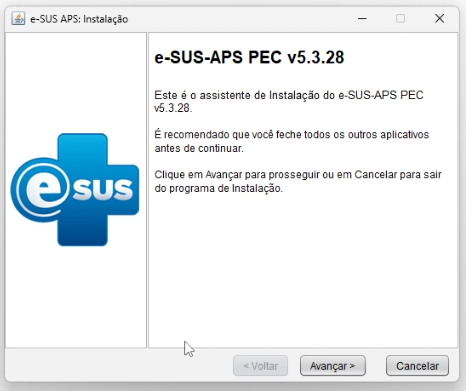 e-SUS APS: Instalação
e-SUS-APS PEC v5.3.28
Este é o assistente de Instalação do e-SUS-APS PEC
v5.3.28.
É recomendado que você feche todos os outros aplicativos
antes de continuar.
Clique em Avançar para prosseguir ou em Cancelar para sair
do programa de Instalação.
e sus
< Voltar
Avançar >
Cancelar